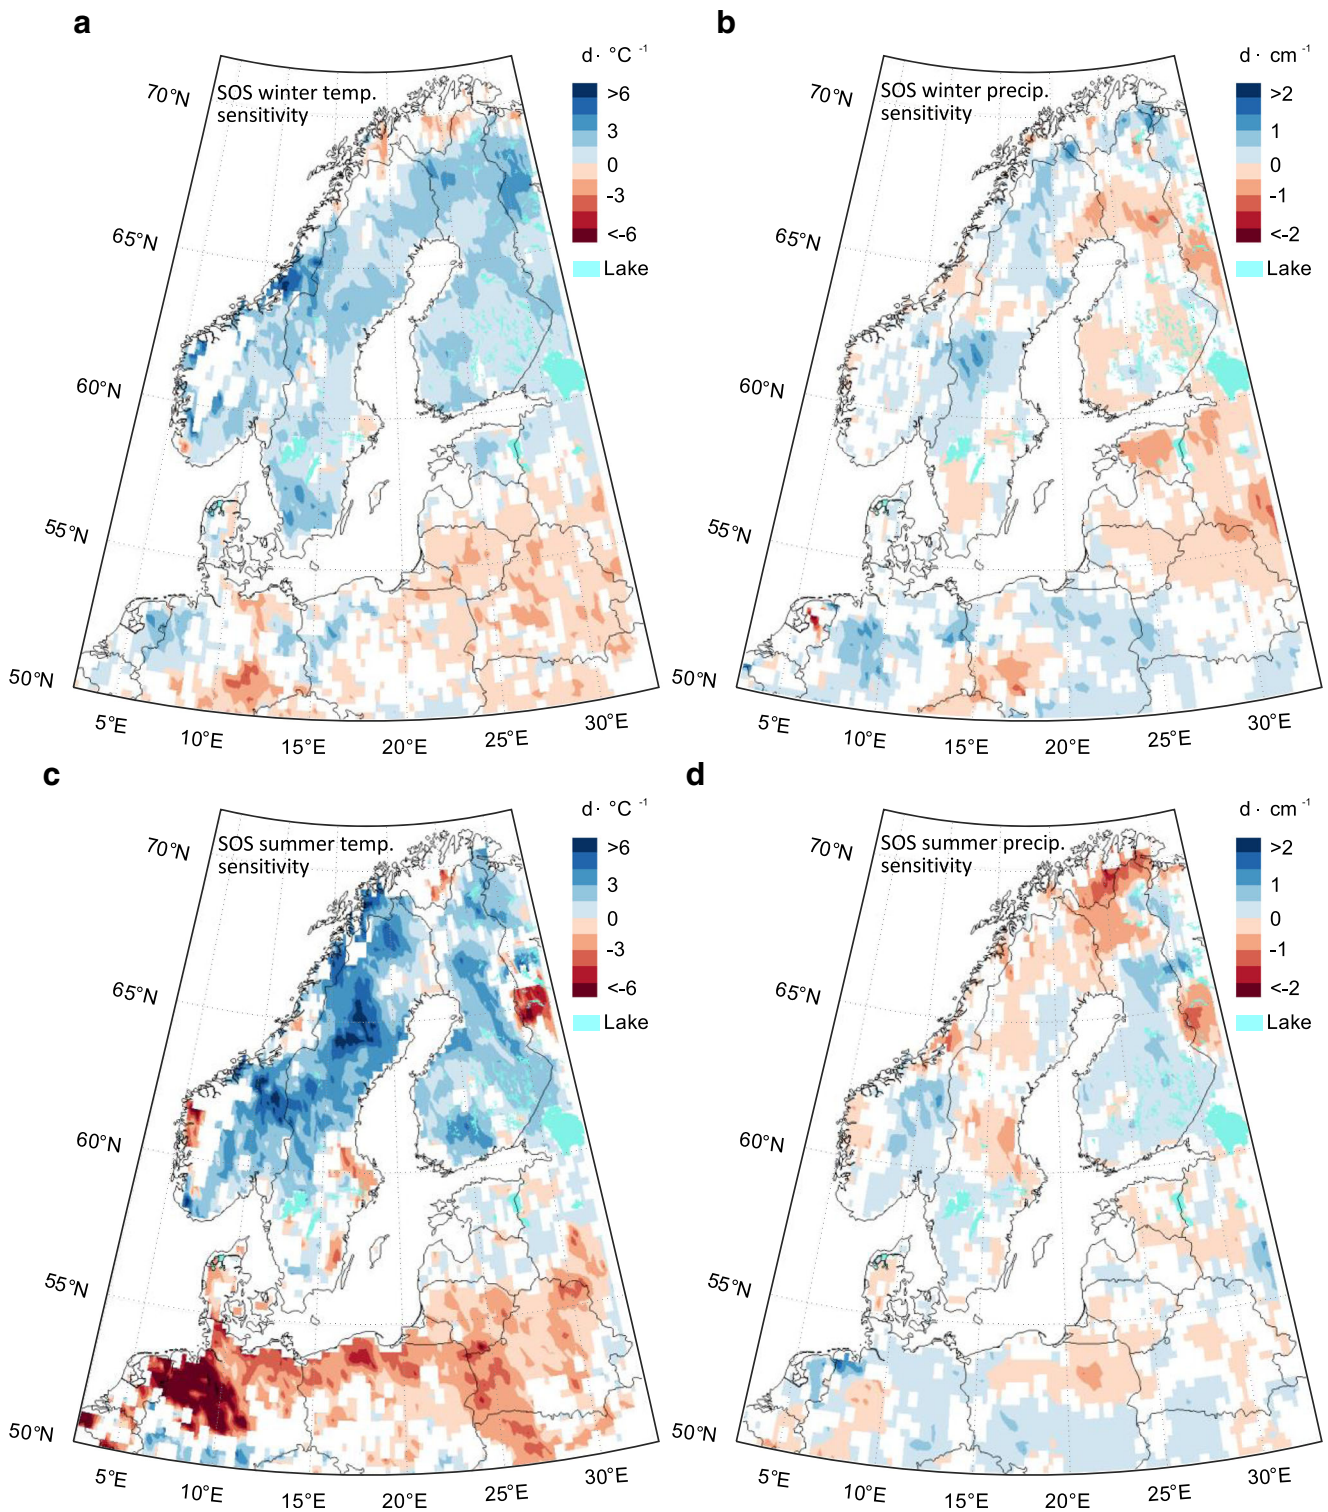 a
SOS winter temp.
sensitivity
d· °C -1
>6
3
0
-3
<-6
Lake
70°N
65°N
60°N
55°N
50°N
5°E
10°E
15°E
20°E
25°E
30°E
b
SOS winter precip.
sensitivity
d· cm -1
>2
1
0
-1
<-2
Lake
70°N
65°N
60°N
55°N
50°N
5°E
10°E
15°E
20°E
25°E
30°E
c
SOS summer temp.
sensitivity
d· °C -1
>6
3
0
-3
<-6
Lake
70°N
65°N
60°N
55°N
50°N
5°E
10°E
15°E
20°E
25°E
30°E
d
SOS summer precip.
sensitivity
d· cm -1
>2
1
0
-1
<-2
Lake
70°N
65°N
60°N
55°N
50°N
5°E
10°E
15°E
20°E
25°E
30°E